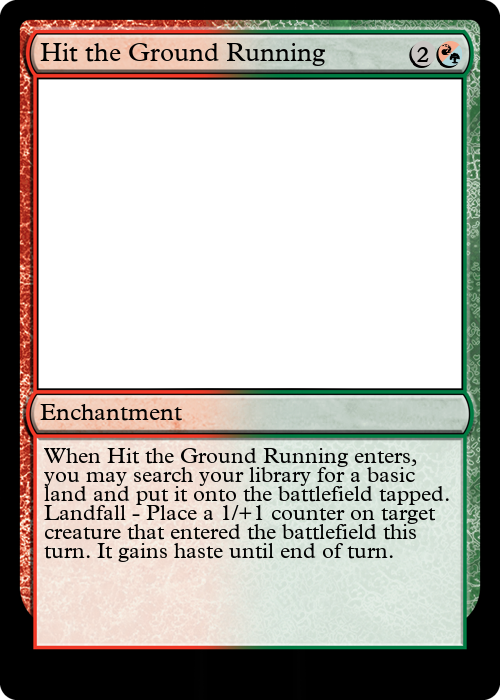 Hit the Ground Running 2
Enchantment
When Hit the Ground Running enters,
you may search your library for a basic
land and put it onto the battlefield tapped.
Landfall - Place a 1/+1 counter on target
creature that entered the battlefield this
turn. It gains haste until end of turn.